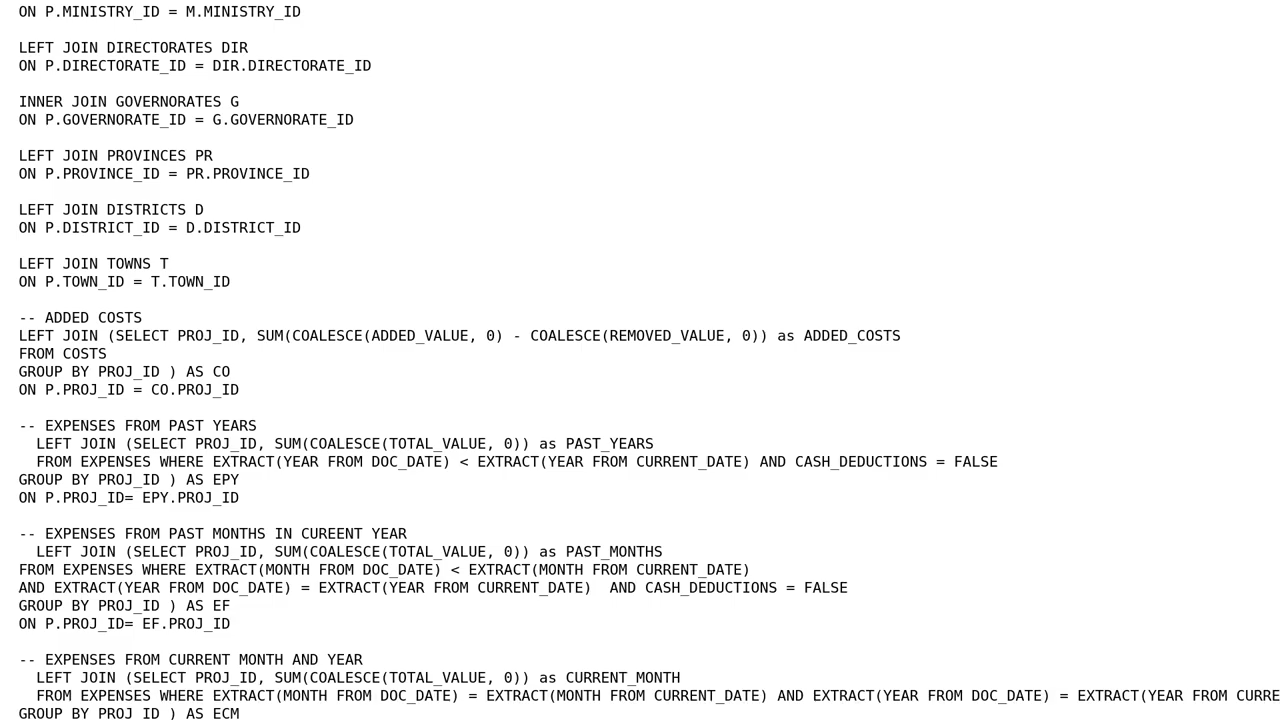 ON P.MINISTRY_ID = M.MINISTRY_ID
LEFT JOIN DIRECTORATES DIR
ON P.DIRECTORATE_ID = DIR.DIRECTORATE_ID
INNER JOIN GOVERNORATES G
ON P.GOVERNORATE_ID = G.GOVERNORATE_ID
LEFT JOIN PROVINCES PR
ON P.PROVINCE_ID = PR.PROVINCE_ID
LEFT JOIN DISTRICTS D
ON P.DISTRICT_ID = D.DISTRICT_ID
LEFT JOIN TOWNS T
ON P.TOWN_ID = T.TOWN_ID
-- ADDED COSTS
LEFT JOIN (SELECT PROJ_ID, SUM(COALESCE(ADDED_VALUE, 0) - COALESCE(REMOVED_VALUE, 0)) as ADDED_COSTS
FROM COSTS
GROUP BY PROJ_ID ) AS CO
ON P.PROJ_ID = CO.PROJ_ID
-- EXPENSES FROM PAST YEARS
LEFT JOIN (SELECT PROJ_ID, SUM(COALESCE(TOTAL_VALUE, 0)) as PAST_YEARS
FROM EXPENSES WHERE EXTRACT(YEAR FROM DOC_DATE) < EXTRACT(YEAR FROM CURRENT_DATE) AND CASH_DEDUCTIONS = FALSE
GROUP BY PROJ_ID ) AS EPY
ON P.PROJ_ID= EPY.PROJ_ID
-- EXPENSES FROM PAST MONTHS IN CUREENT YEAR
LEFT JOIN (SELECT PROJ_ID, SUM(COALESCE(TOTAL_VALUE, 0)) as PAST_MONTHS
FROM EXPENSES WHERE EXTRACT(MONTH FROM DOC_DATE) < EXTRACT(MONTH FROM CURRENT_DATE)
AND EXTRACT(YEAR FROM DOC_DATE) = EXTRACT(YEAR FROM CURRENT_DATE)  AND CASH_DEDUCTIONS = FALSE
GROUP BY PROJ_ID ) AS EF
ON P.PROJ_ID= EF.PROJ_ID
-- EXPENSES FROM CURRENT MONTH AND YEAR
LEFT JOIN (SELECT PROJ_ID, SUM(COALESCE(TOTAL_VALUE, 0)) as CURRENT_MONTH
FROM EXPENSES WHERE EXTRACT(MONTH FROM DOC_DATE) = EXTRACT(MONTH FROM CURRENT_DATE) AND EXTRACT(YEAR FROM DOC_DATE) = EXTRACT(YEAR FROM CURRE
GROUP BY PROJ_ID ) AS ECM